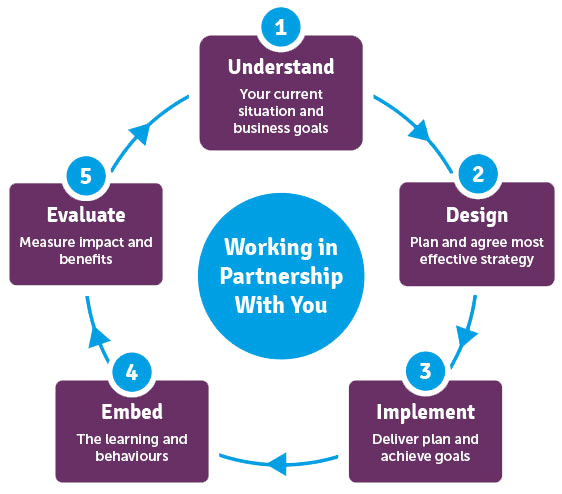 1
Understand
Your current
situation and
business goals
2
Design
Plan and agree most
effective strategy
3
Implement
Deliver plan and
achieve goals
4
Embed
The learning and
behaviours
5
Evaluate
Measure impact and
benefits
Working in
Partnership
With You